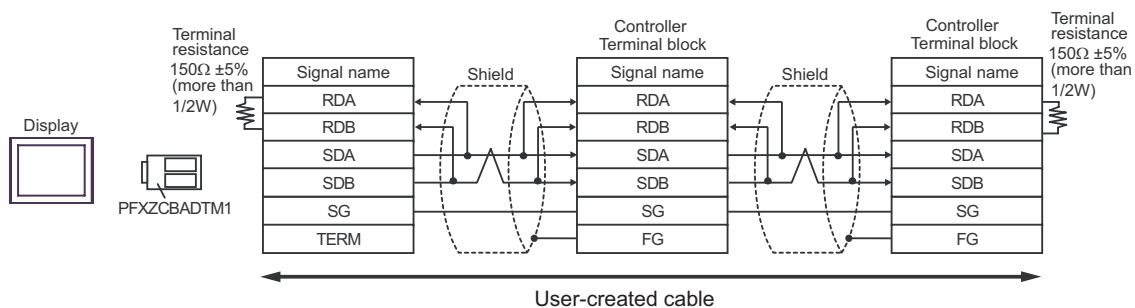 Terminal
resistance
150Ω ±5%
(more than
1/2W)
Display
PFXZCBADTM1
Signal name
RDA
RDB
SDA
SDB
SG
TERM
Shield
Controller
Terminal block
Signal name
RDA
RDB
SDA
SDB
SG
FG
Shield
Controller
Terminal block
Signal name
RDA
RDB
SDA
SDB
SG
FG
Terminal
resistance
150Ω ±5%
(more than
1/2W)
User-created cable